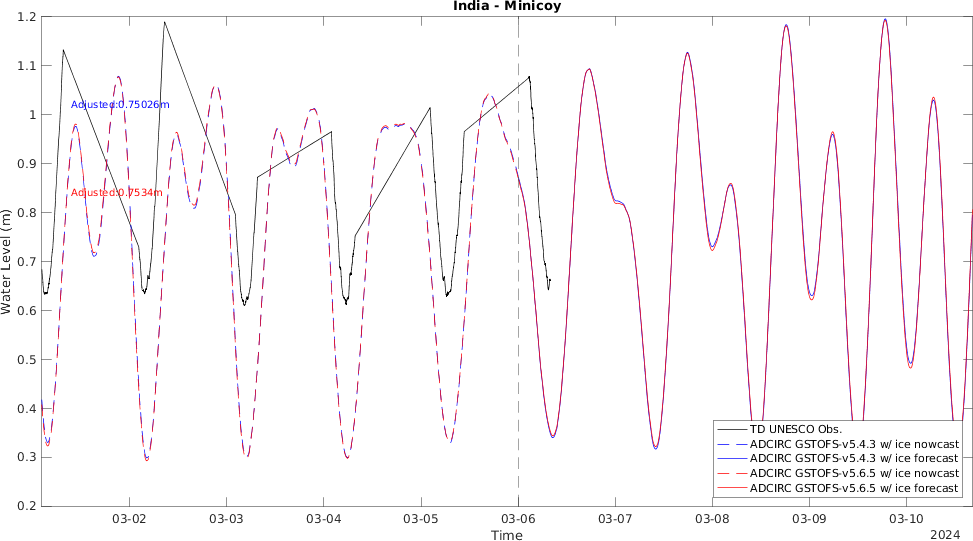 India - Minicoy
Water Level (m)
1.2
1.1
1
0.9
0.8
0.7
0.6
0.5
0.4
0.3
0.2
Adjusted:0.75026m
Adjusted:0.7534m
TD UNESCO Obs.
ADCIRC GSTOFS-v5.4.3 w/ ice nowcast
ADCIRC GSTOFS-v5.4.3 w/ ice forecast
ADCIRC GSTOFS-v5.6.5 w/ ice nowcast
ADCIRC GSTOFS-v5.6.5 w/ ice forecast
03-02 03-03 03-04 03-05 03-06 03-07 03-08 03-09 03-10
Time
2024